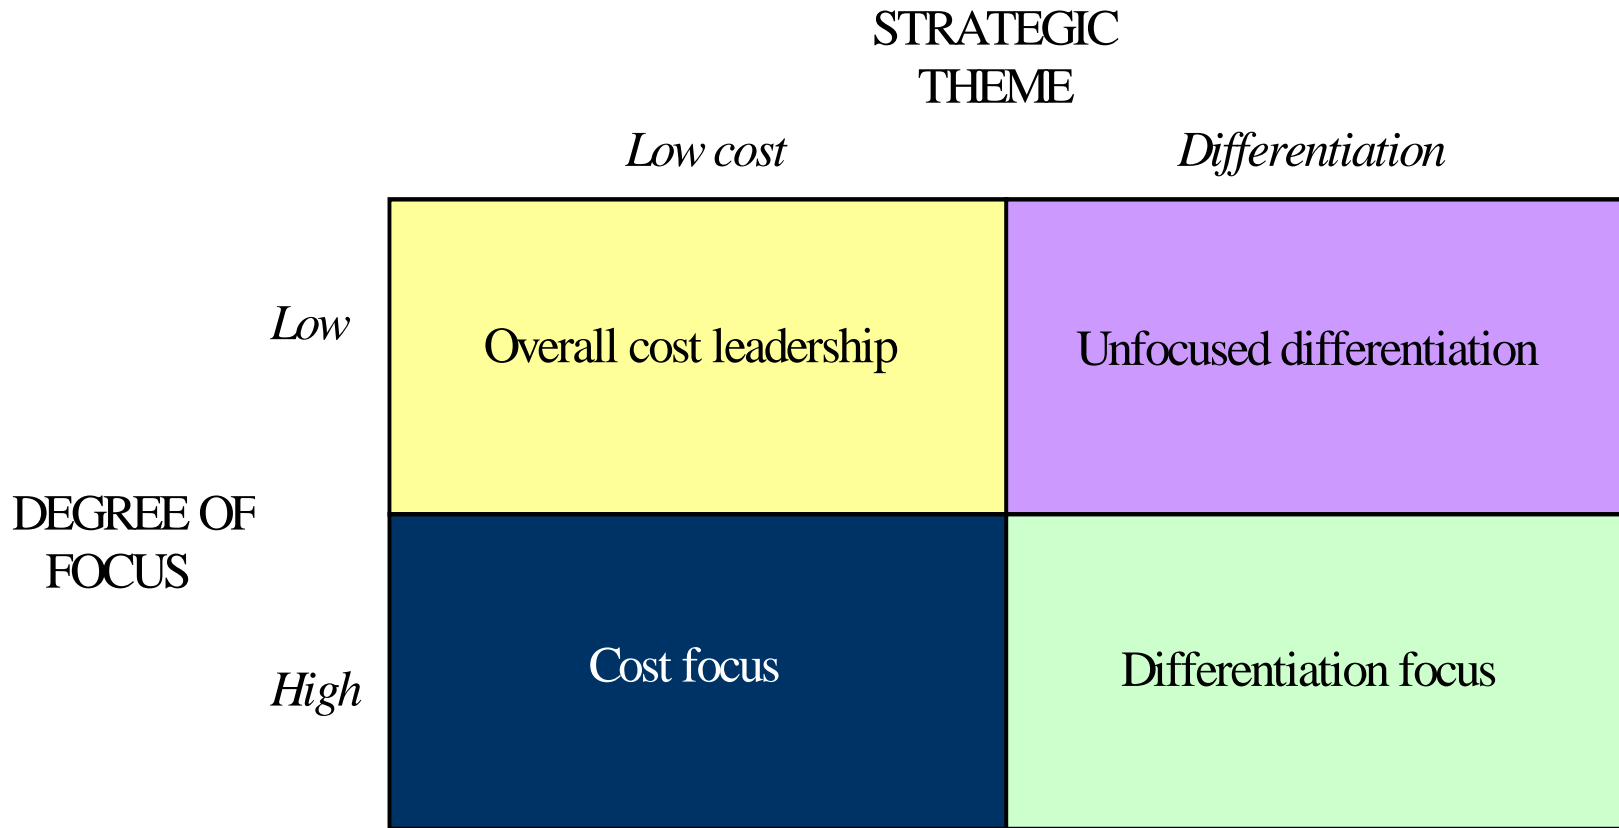 STRATEGIC
THEME
Low cost
Differentiation
Low
Overall cost leadership
Unfocused differentiation
DEGREE OF
FOCUS
High
Cost focus
Differentiation focus